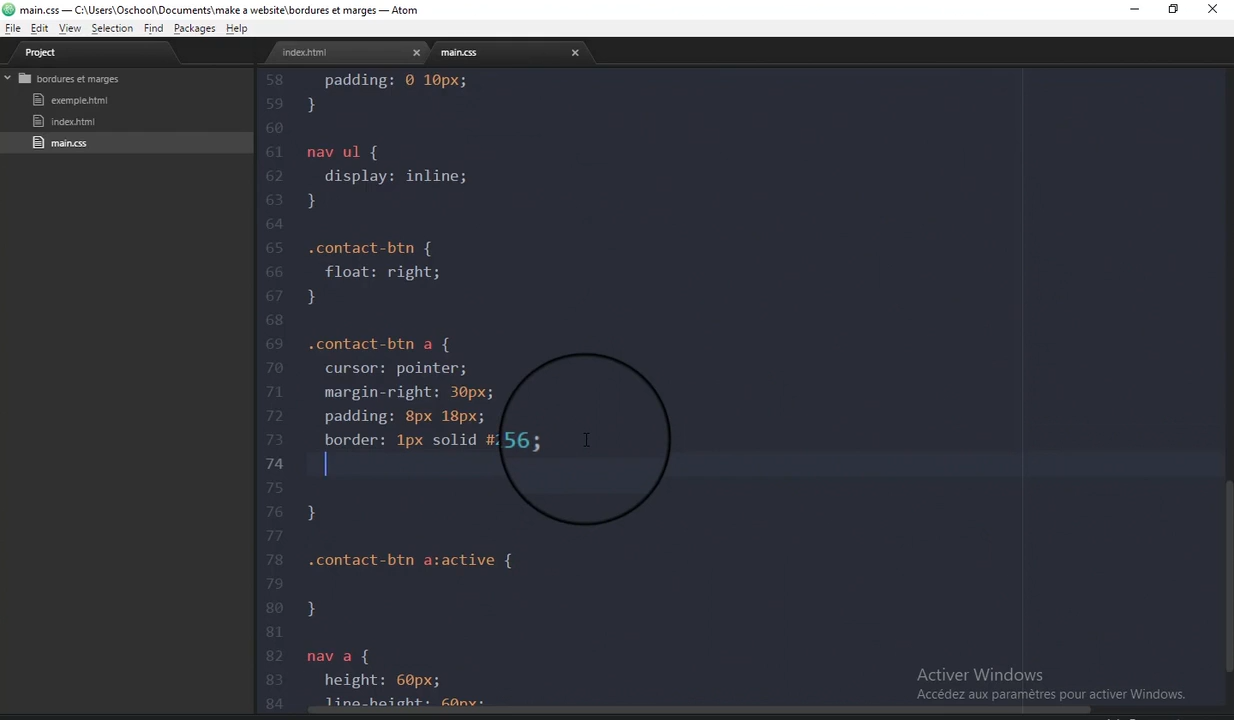 main.css — C:\Users\Oschool\Documents\make a website\bordures et marges — Atom
File Edit View Selection Find Packages Help
Project
index.html
main.css
bordures et marges
exemple.html
index.html
main.css
58 padding: 0 10px;
59 }
60
61 nav ul {
62 display: inline;
63 }
64
65 .contact-btn {
66 float: right;
67 }
68
69 .contact-btn a {
70 cursor: pointer;
71 margin-right: 30px;
72 padding: 8px 18px;
73 border: 1px solid
74
75
76 }
77
78 .contact-btn a:active {
79
80 }
81
82 nav a {
83 height: 60px;
84 line-height: 60px;
Activer Windows
Accédez aux paramètres pour activer Windows.